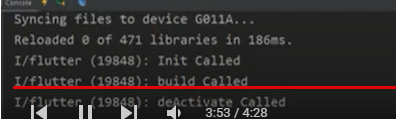 Console
Syncing files to device G011A...
Reloaded 0 of 471 libraries in 186ms.
I/flutter (19848): Init Called
I/flutter (19848): build Called
I/flutter (19848): deActivate Called
3:53 / 4:28